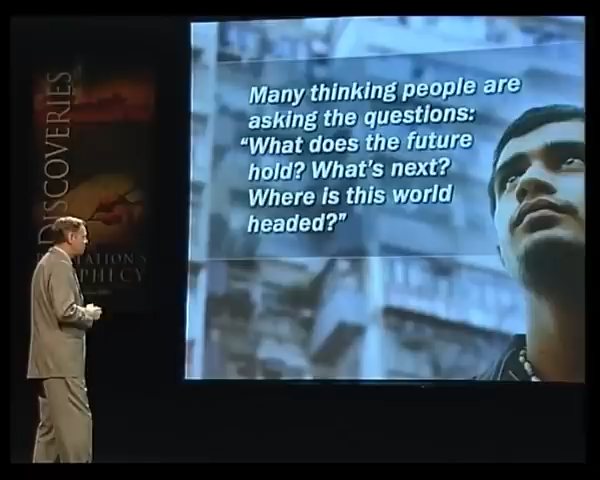 Many thinking people are
asking the questions:
"What does the future
hold? What's next?
Where is this world
headed?"
DISCOVERIES